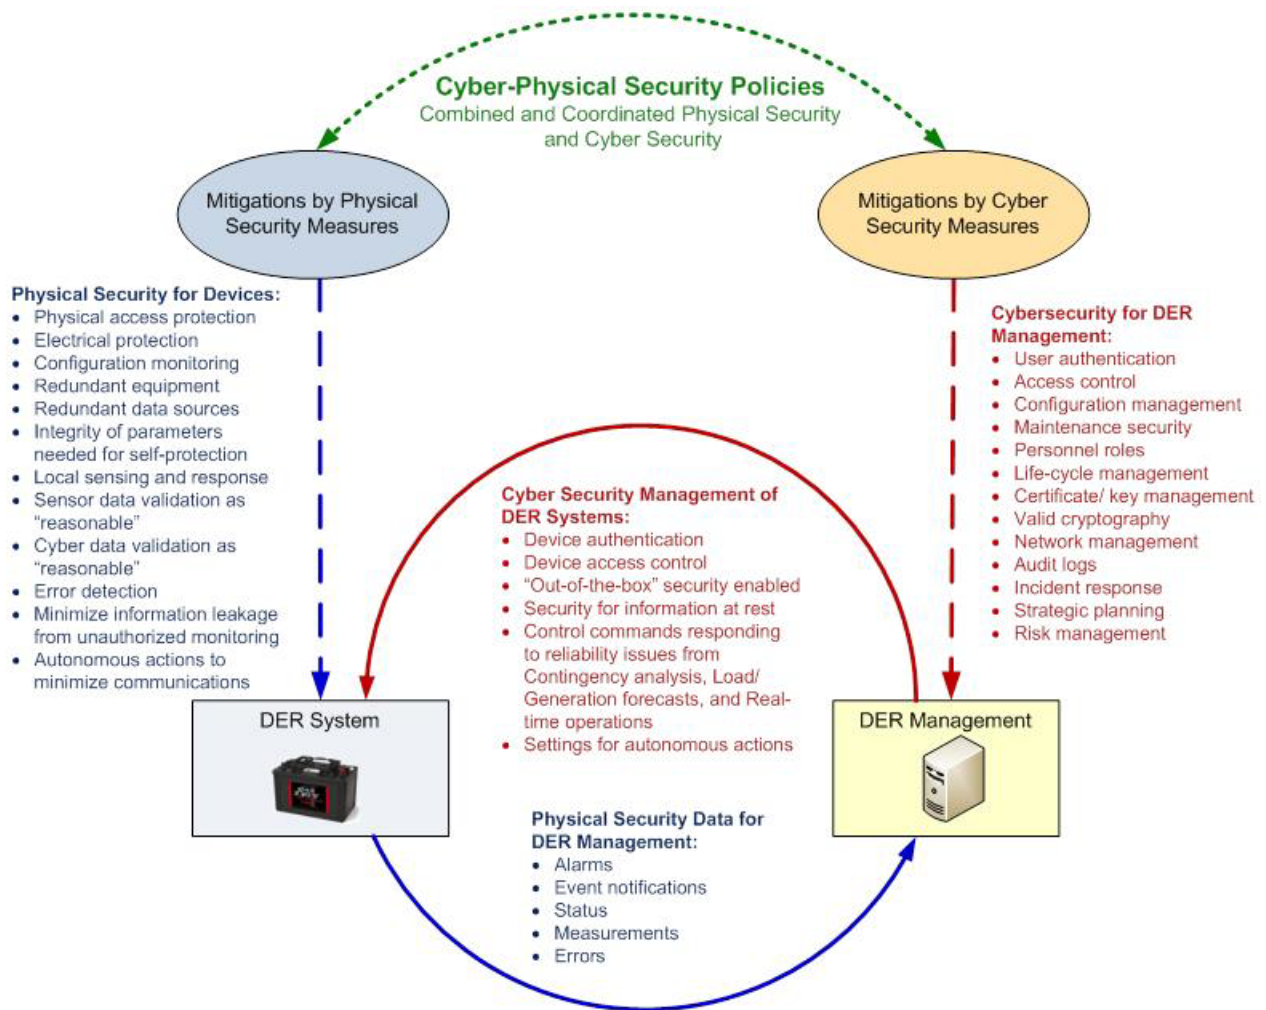 Cyber-Physical Security Policies
Combined and Coordinated Physical Security
and Cyber Security
Mitigations by Physical
Security Measures
Mitigations by Cyber
Security Measures
Physical Security for Devices:
• Physical access protection
• Electrical protection
• Configuration monitoring
• Redundant equipment
• Redundant data sources
• Integrity of parameters
needed for self-protection
• Local sensing and response
• Sensor data validation as
“reasonable”
• Cyber data validation as
“reasonable”
• Error detection
• Minimize information leakage
from unauthorized monitoring
• Autonomous actions to
minimize communications
Cybersecurity for DER
Management:
• User authentication
• Access control
• Configuration management
• Maintenance security
• Personnel roles
• Life-cycle management
• Certificate/ key management
• Valid cryptography
• Network management
• Audit logs
• Incident response
• Strategic planning
• Risk management
Cyber Security Management of
DER Systems:
• Device authentication
• Device access control
• “Out-of-the-box” security enabled
• Security for information at rest
• Control commands responding
to reliability issues from
Contingency analysis, Load/
Generation forecasts, and Real-
time operations
• Settings for autonomous actions
DER System
DER Management
Physical Security Data for
DER Management:
• Alarms
• Event notifications
• Status
• Measurements
• Errors